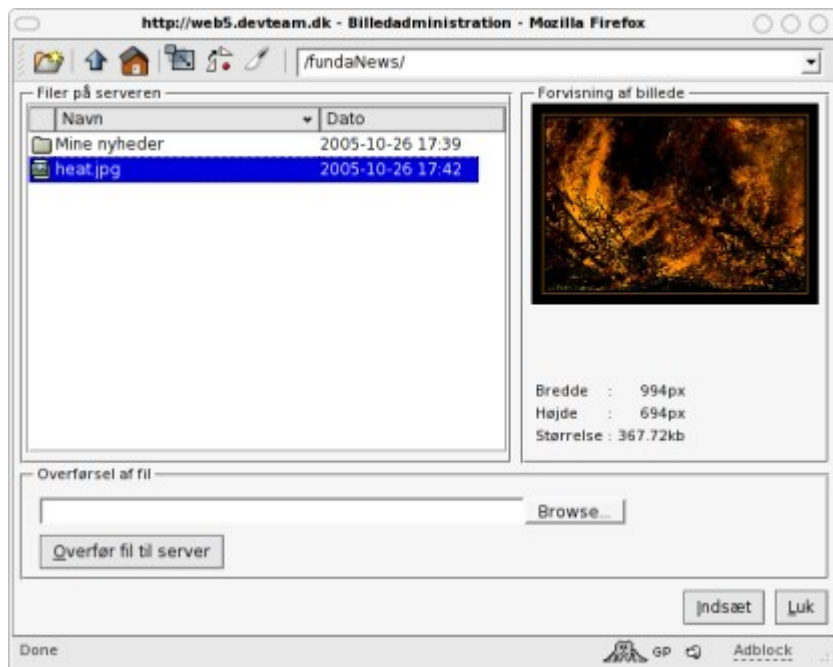 http://web5.devteam.dk - Billedadministration - Mozilla Firefox
/fundaNews/
Filer på serveren
Navn Dato
Mine nyheder 2005-10-26 17:39
heat.jpg 2005-10-26 17:42
Forvisning af billede
Bredde : 994px
Højde : 694px
Størrelse : 367.72kb
Overførsel af fil
Browse...
Overfør fil til server
Indsæt Luk
Done GP Adblock